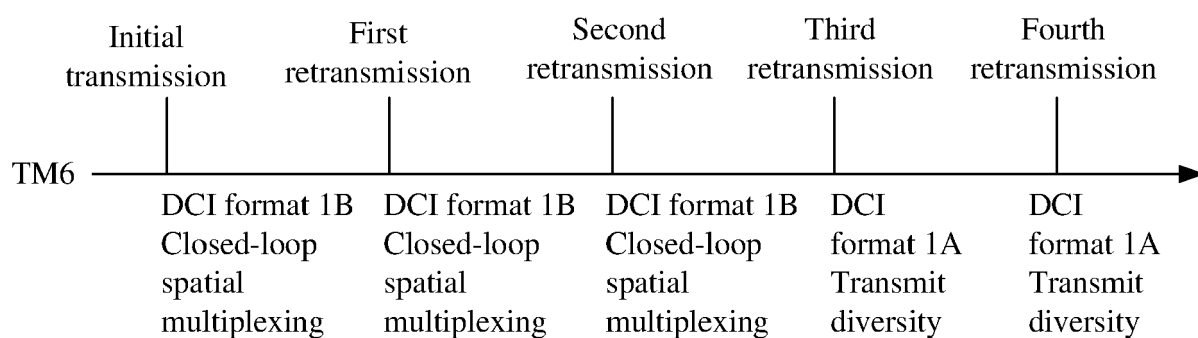 Initial
transmission
First
retransmission
Second
retransmission
Third
retransmission
Fourth
retransmission
TM6
DCI format 1B
Closed-loop
spatial
multiplexing
DCI format 1B
Closed-loop
spatial
multiplexing
DCI format 1B
Closed-loop
spatial
multiplexing
DCI
format 1A
Transmit
diversity
DCI
format 1A
Transmit
diversity